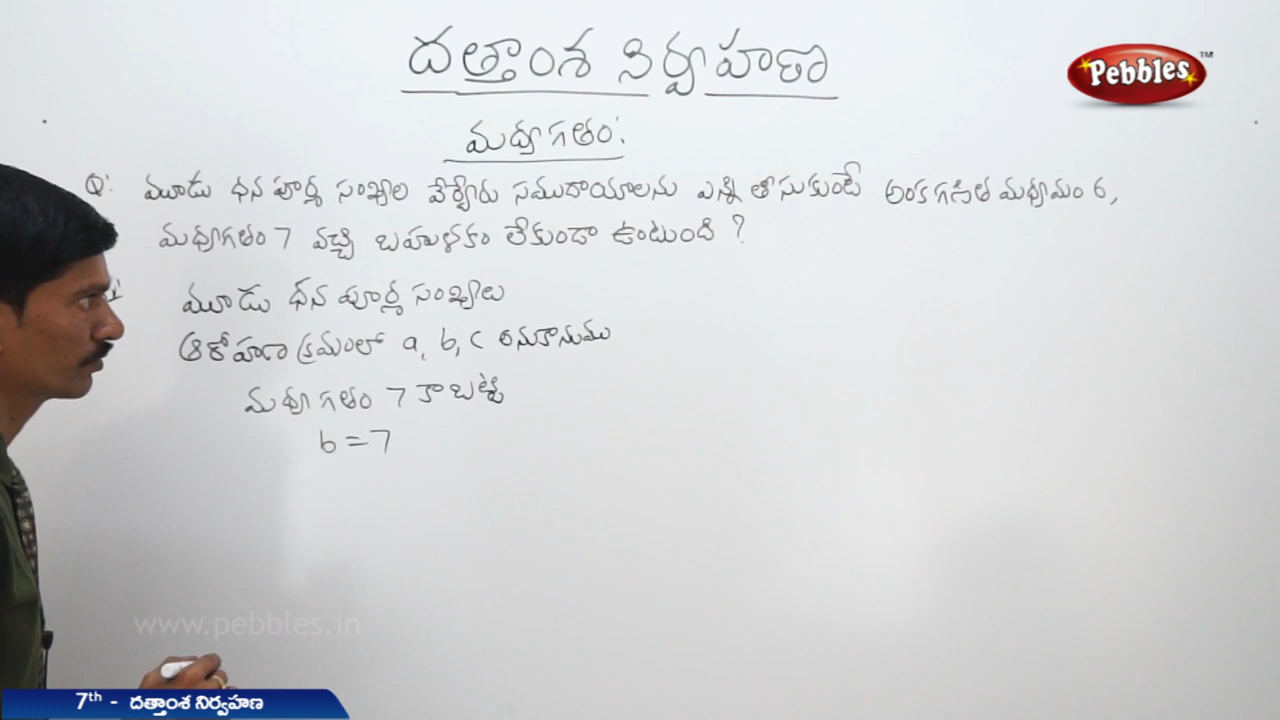 దత్తాంశ నిర్వహణ
Pebbles™
మధ్యగతం:
Q: మూడు ధన పూర్ణ సంఖ్యల వేర్వేరు సముదాయాలను ఎన్ని తీసుకుంటే అంకగణిత మధ్యమం 6,
మధ్యగతం 7 వచ్చి బహుళకం లేకుండా ఉంటుంది ?
మూడు ధన పూర్ణ సంఖ్యలు
ఆరోహణా క్రమంలో a, b, c అనుకొనుము
మధ్యగతం 7 కాబట్టి
b = 7
www.pebbles.in
7th - దత్తాంశ నిర్వహణ